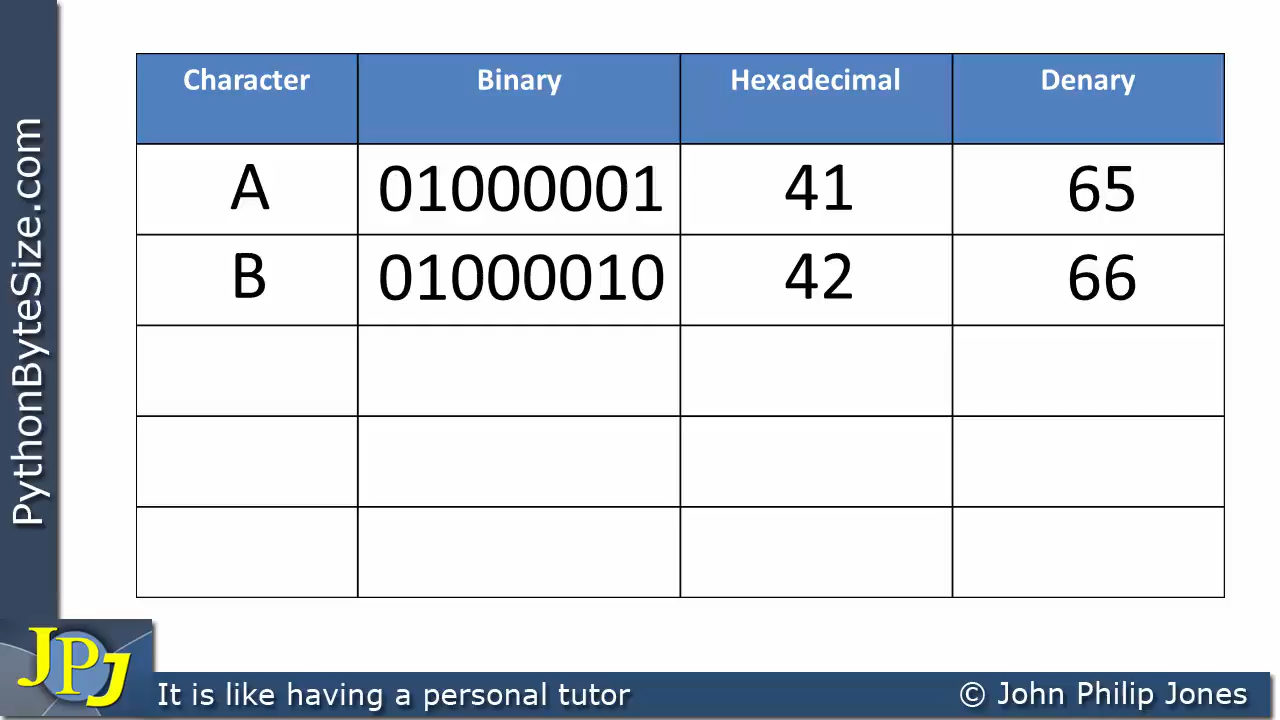 PythonByteSize.com
Character Binary Hexadecimal Denary
A 01000001 41 65
B 01000010 42 66
JPJ
It is like having a personal tutor
© John Philip Jones